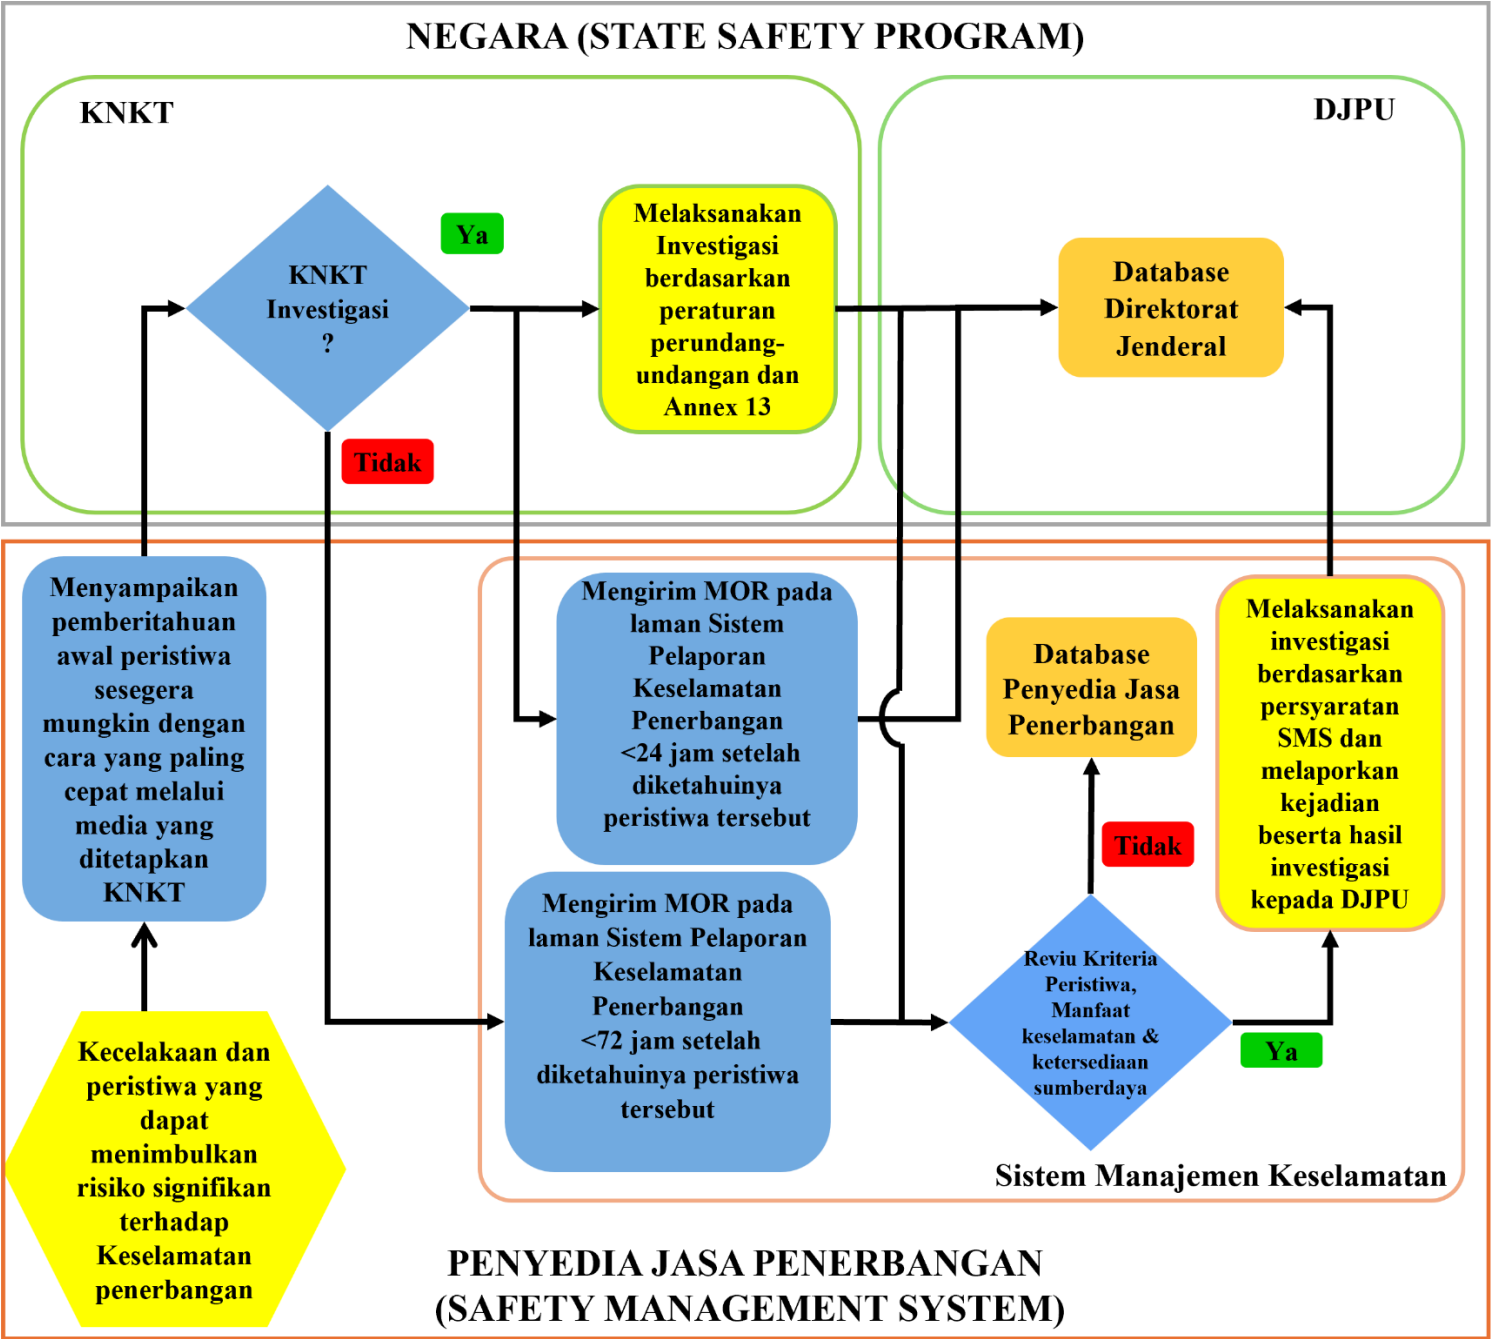 NEGARA (STATE SAFETY PROGRAM)
KNKT
DJPU
KNKT
Investigasi
?
Ya
Tidak
Melaksanakan
Investigasi
berdasarkan
peraturan
perundang-
undangan dan
Annex 13
Database
Direktorat
Jenderal
Menyampaikan
pemberitahuan
awal peristiwa
sesegera
mungkin dengan
cara yang paling
cepat melalui
media yang
ditetapkan
KNKT
Kecelakaan dan
peristiwa yang
dapat
menimbulkan
risiko signifikan
terhadap
Keselamatan
penerbangan
Mengirim MOR pada
laman Sistem
Pelaporan
Keselamatan
Penerbangan
<24 jam setelah
diketahuinya
peristiwa tersebut
Mengirim MOR pada
laman Sistem Pelaporan
Keselamatan
Penerbangan
<72 jam setelah
diketahuinya peristiwa
tersebut
Database
Penyedia Jasa
Penerbangan
Tidak
Reviu Kriteria
Peristiwa,
Manfaat
keselamatan &
ketersediaan
sumberdaya
Ya
Melaksanakan
investigasi
berdasarkan
persyaratan
SMS dan
melaporkan
kejadian
beserta hasil
investigasi
kepada DJPU
Sistem Manajemen Keselamatan
PENYEDIA JASA PENERBANGAN
(SAFETY MANAGEMENT SYSTEM)